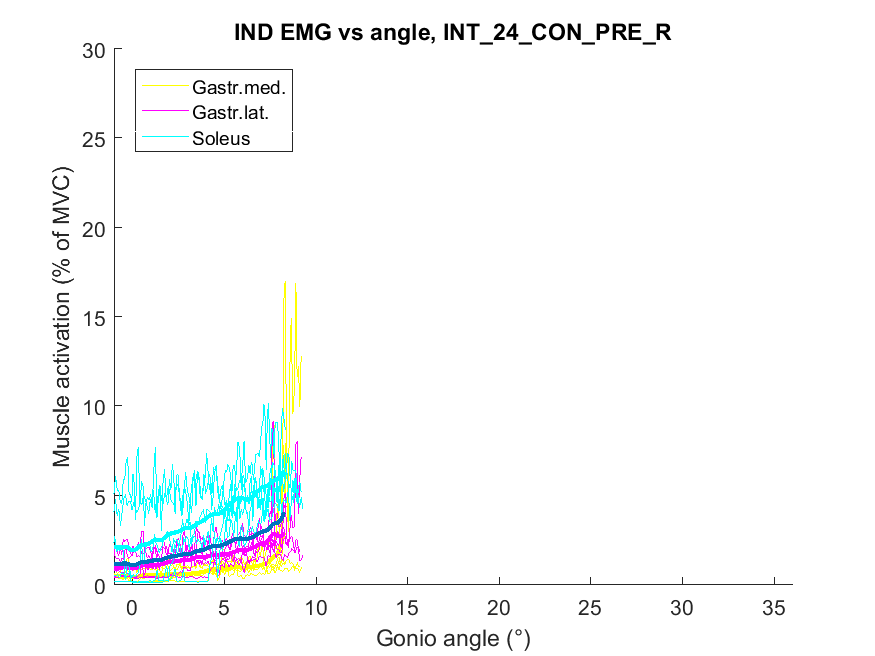 IND EMG vs angle, INT_24_CON_PRE_R
30
25
20
15
10
5
0
Muscle activation (% of MVC)
Gastr.med.
Gastr.lat.
Soleus
0 5 10 15 20 25 30 35
Gonio angle (°)